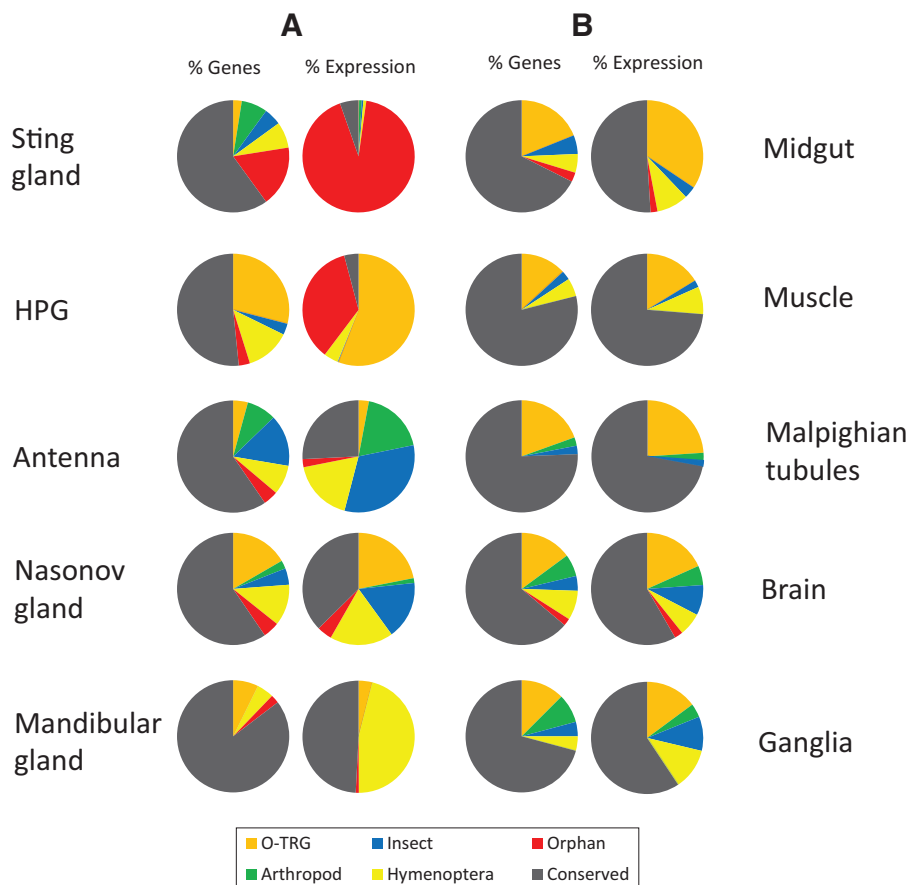 A
B
% Genes
% Expression
% Genes
% Expression
Sting
gland
Midgut
HPG
Muscle
Antenna
Malpighian
tubules
Nasonov
gland
Brain
Mandibular
gland
Ganglia
O-TRG
Insect
Orphan
Arthropod
Hymenoptera
Conserved